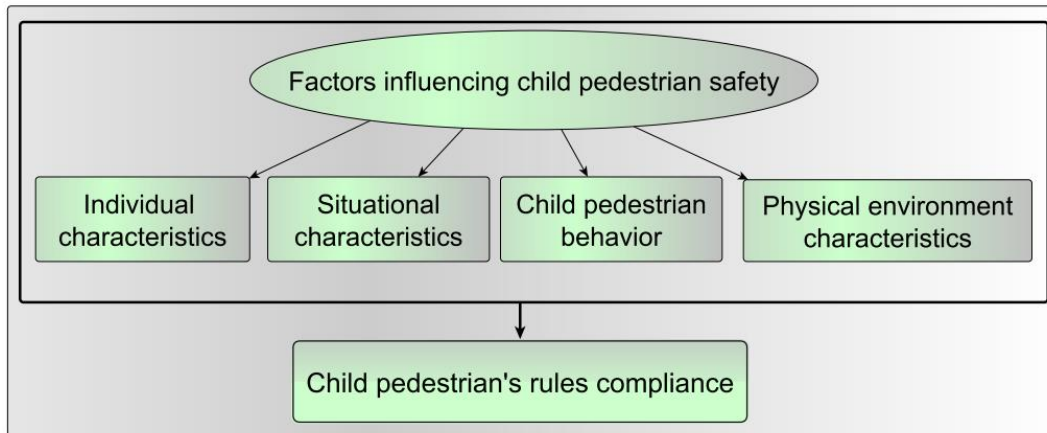 Factors influencing child pedestrian safety
Individual
characteristics
Situational
characteristics
Child pedestrian
behavior
Physical environment
characteristics
Child pedestrian's rules compliance